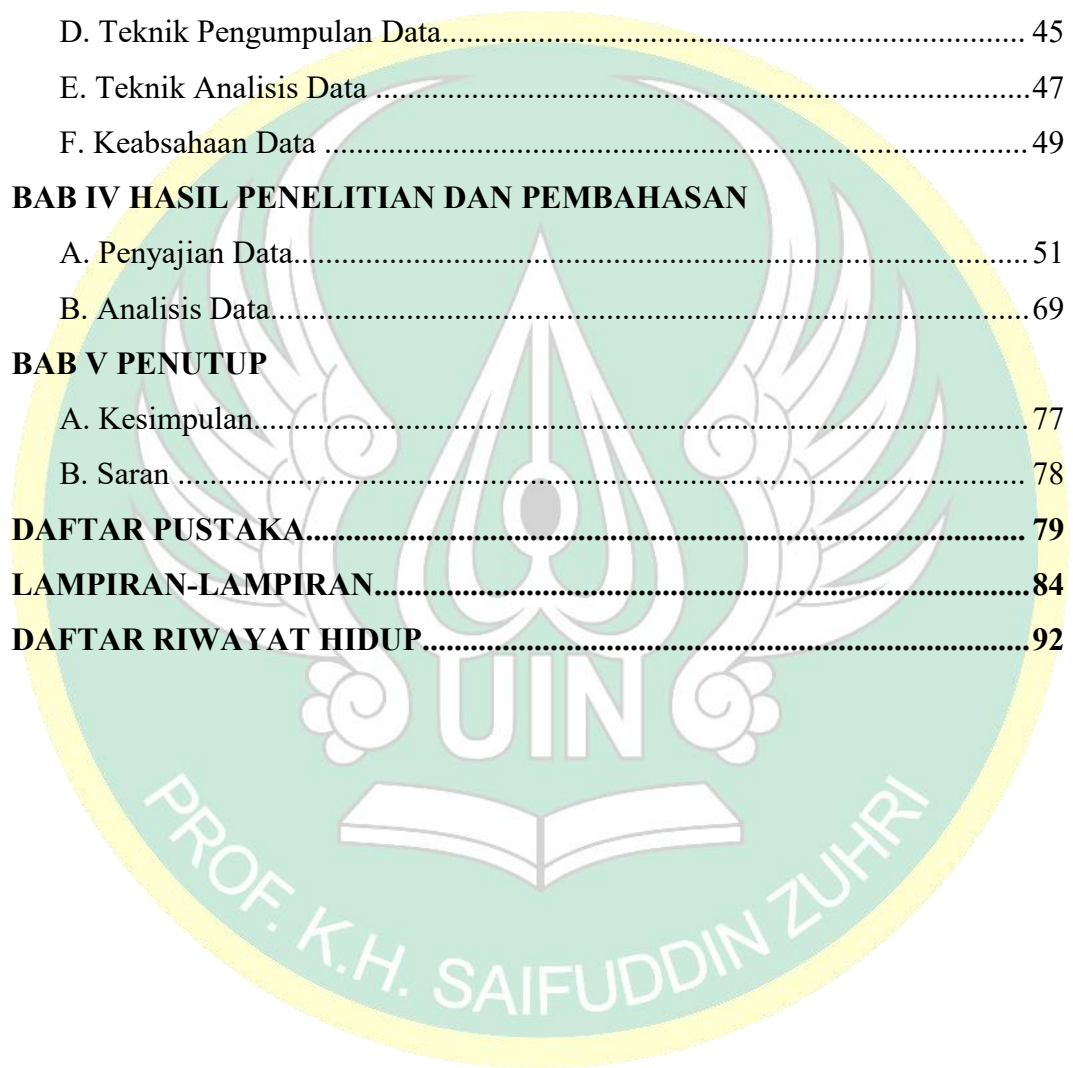 D. Teknik Pengumpulan Data.......................................................................... 45
E. Teknik Analisis Data ...................................................................................47
F. Keabsahaan Data ......................................................................................... 49
BAB IV HASIL PENELITIAN DAN PEMBAHASAN
A. Penyajian Data.............................................................................................51
B. Analisis Data................................................................................................69
BAB V PENUTUP
A. Kesimpulan.................................................................................................. 77
B. Saran ........................................................................................................... 78
DAFTAR PUSTAKA.......................................................................................... 79
LAMPIRAN-LAMPIRAN..................................................................................84
DAFTAR RIWAYAT HIDUP............................................................................92
UIN
PROF. K.H. SAIFUDDIN ZUHRI